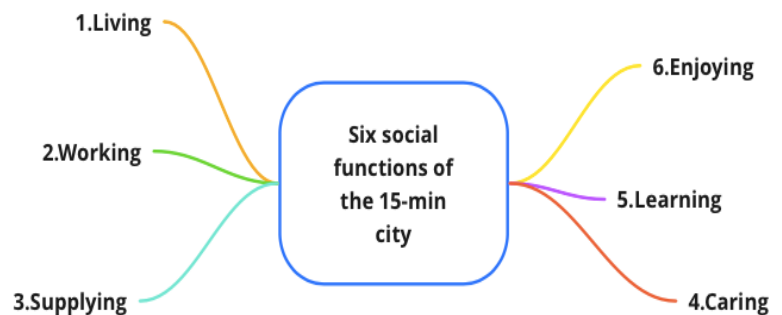 1.Living
2.Working
3.Supplying
Six social
functions of
the 15-min
city
6.Enjoying
5.Learning
4.Caring